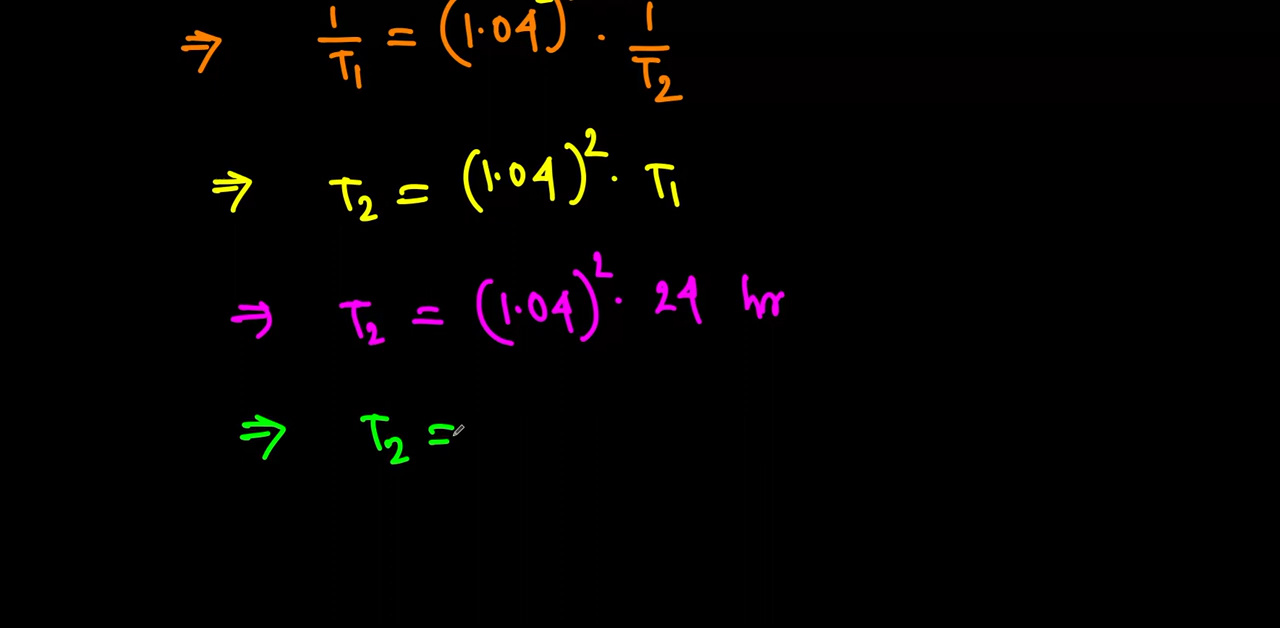 ⇒ 1/T₁ = (1.04)² · 1/T₂
⇒ T₂ = (1.04)² · T₁
⇒ T₂ = (1.04)² · 24 hr
⇒ T₂ =